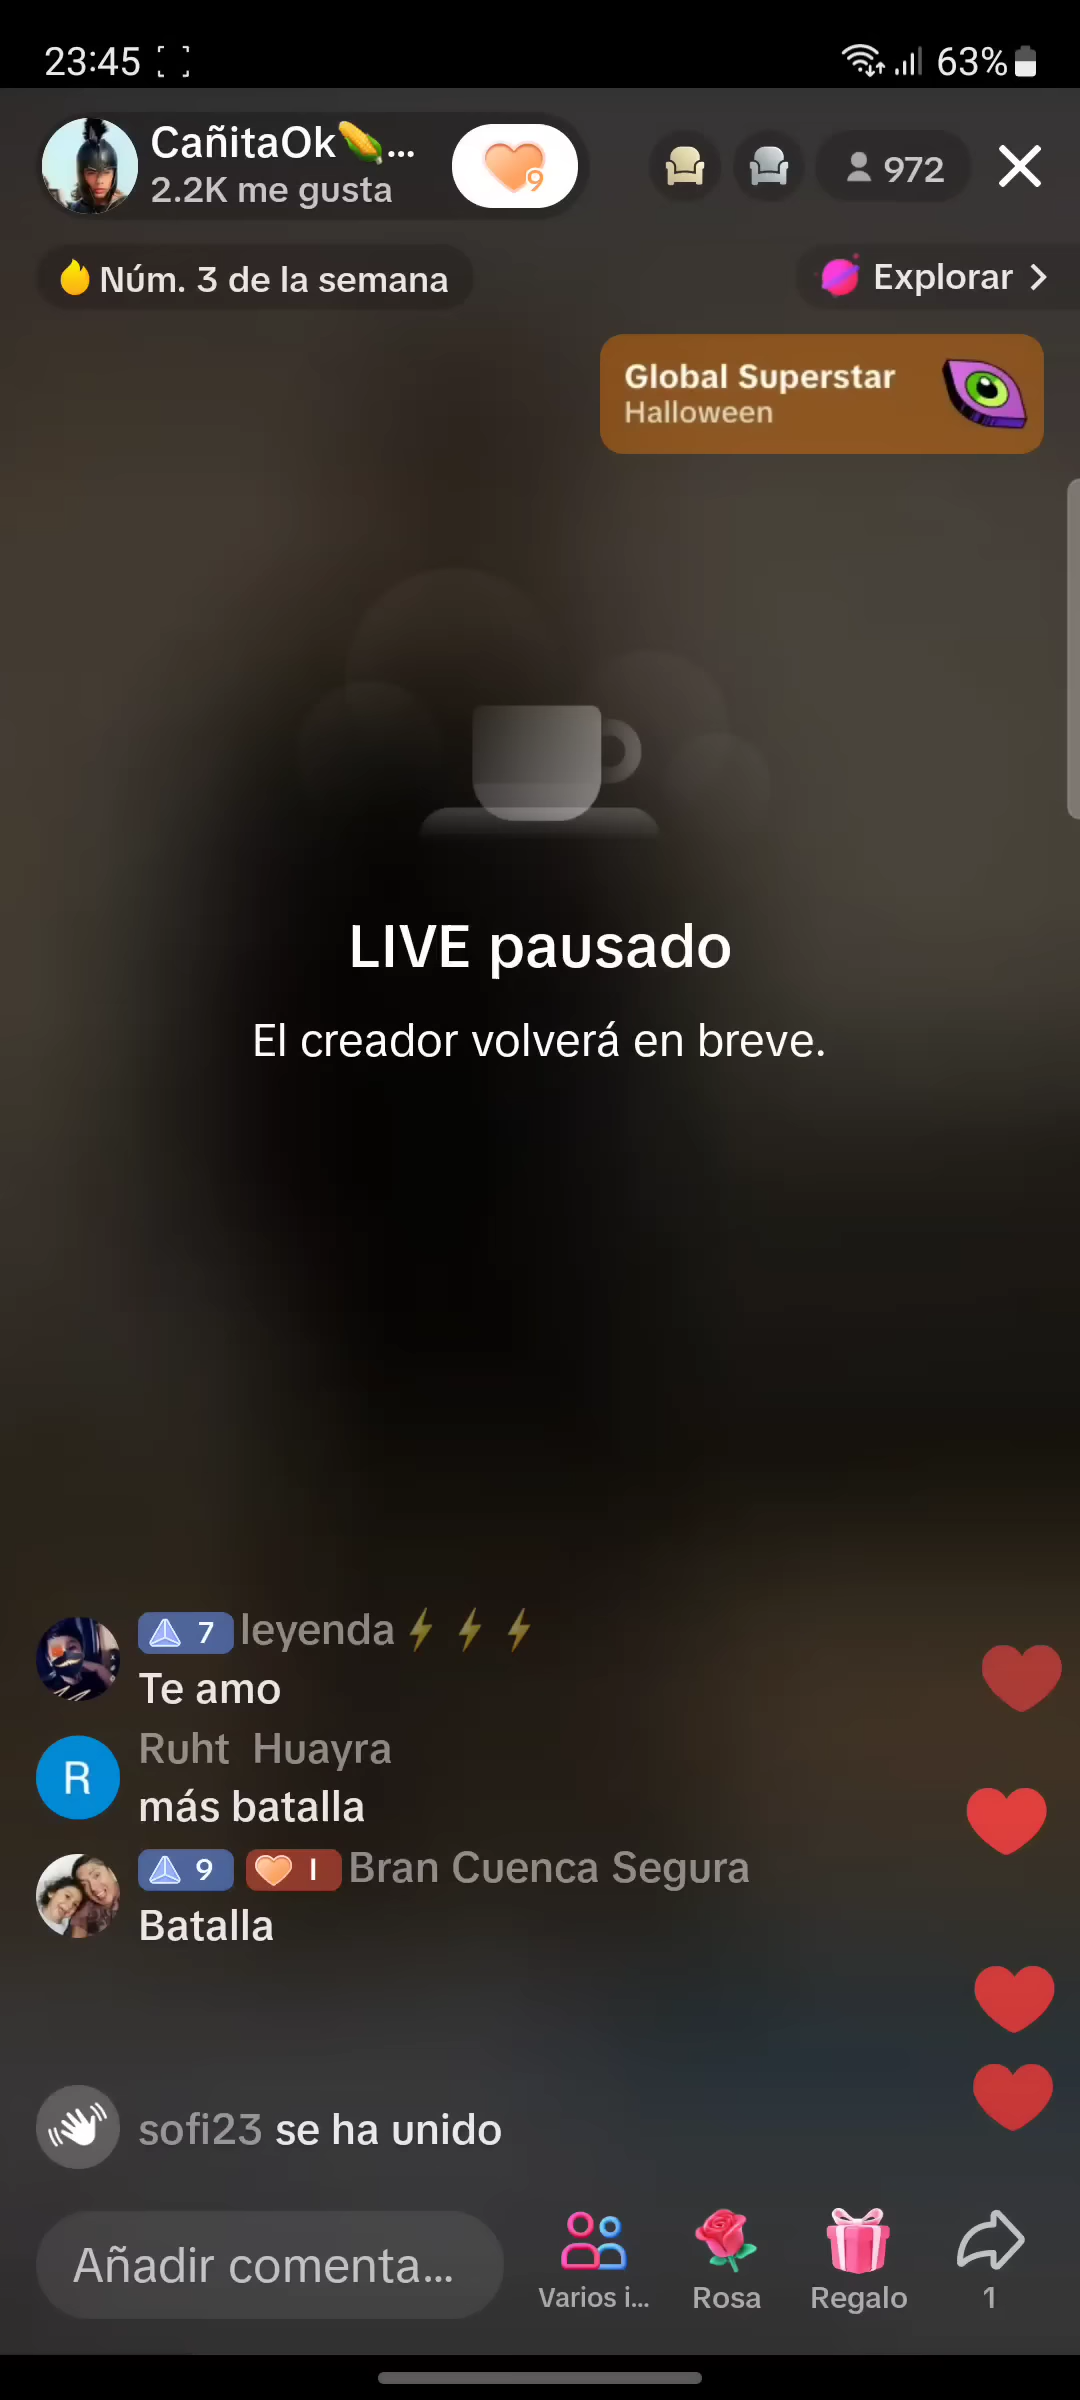 23:45
63%
CañitaOk🌽...
2.2K me gusta
9
972
Núm. 3 de la semana
Explorar
Global Superstar
Halloween
LIVE pausado
El creador volverá en breve.
7 leyenda⚡⚡⚡
Te amo
R
Ruht Huayra
más batalla
9 I Bran Cuenca Segura
Batalla
sofi23 se ha unido
Añadir comenta...
Varios i...
Rosa
Regalo
1